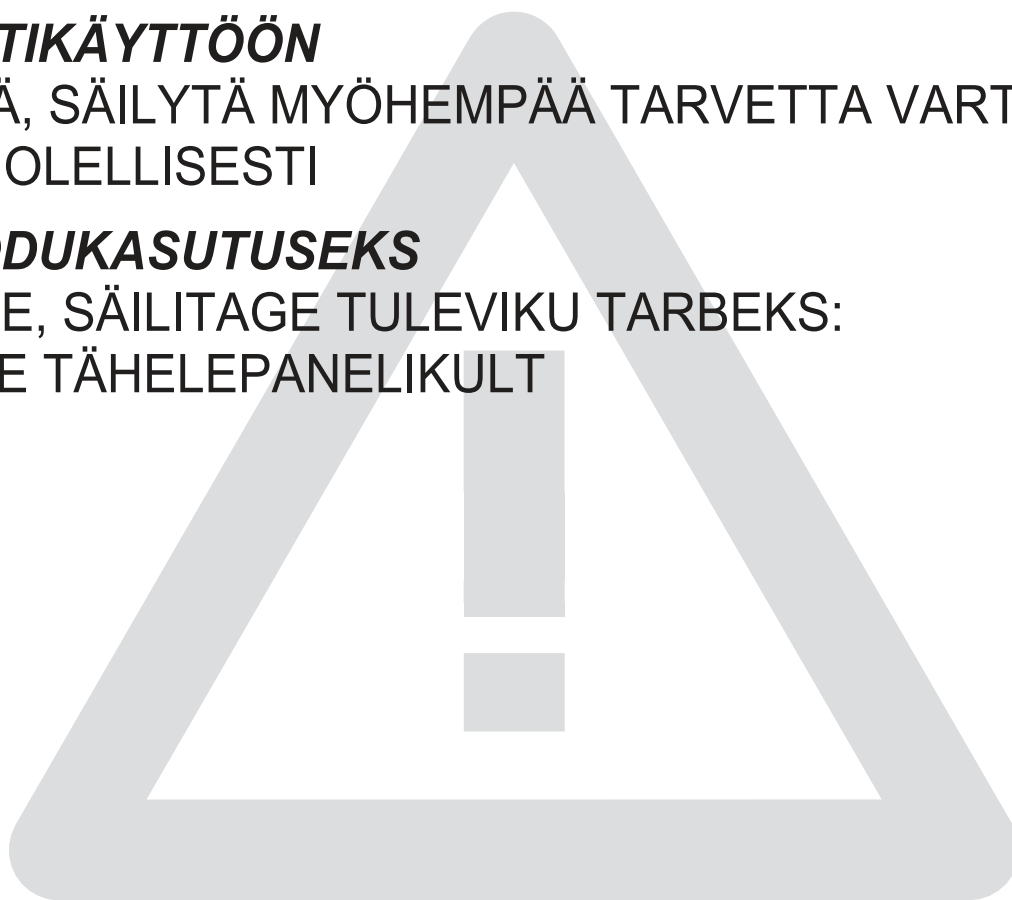 TIKÄYTTÖÖN
Ä, SÄILYTÄ MYÖHEMPÄÄ TARVETTA VART
OLELLISESTI
DUKASUTUSEKS
E, SÄILITAGE TULEVIKU TARBEKS:
E TÄHELEPANELIKULT